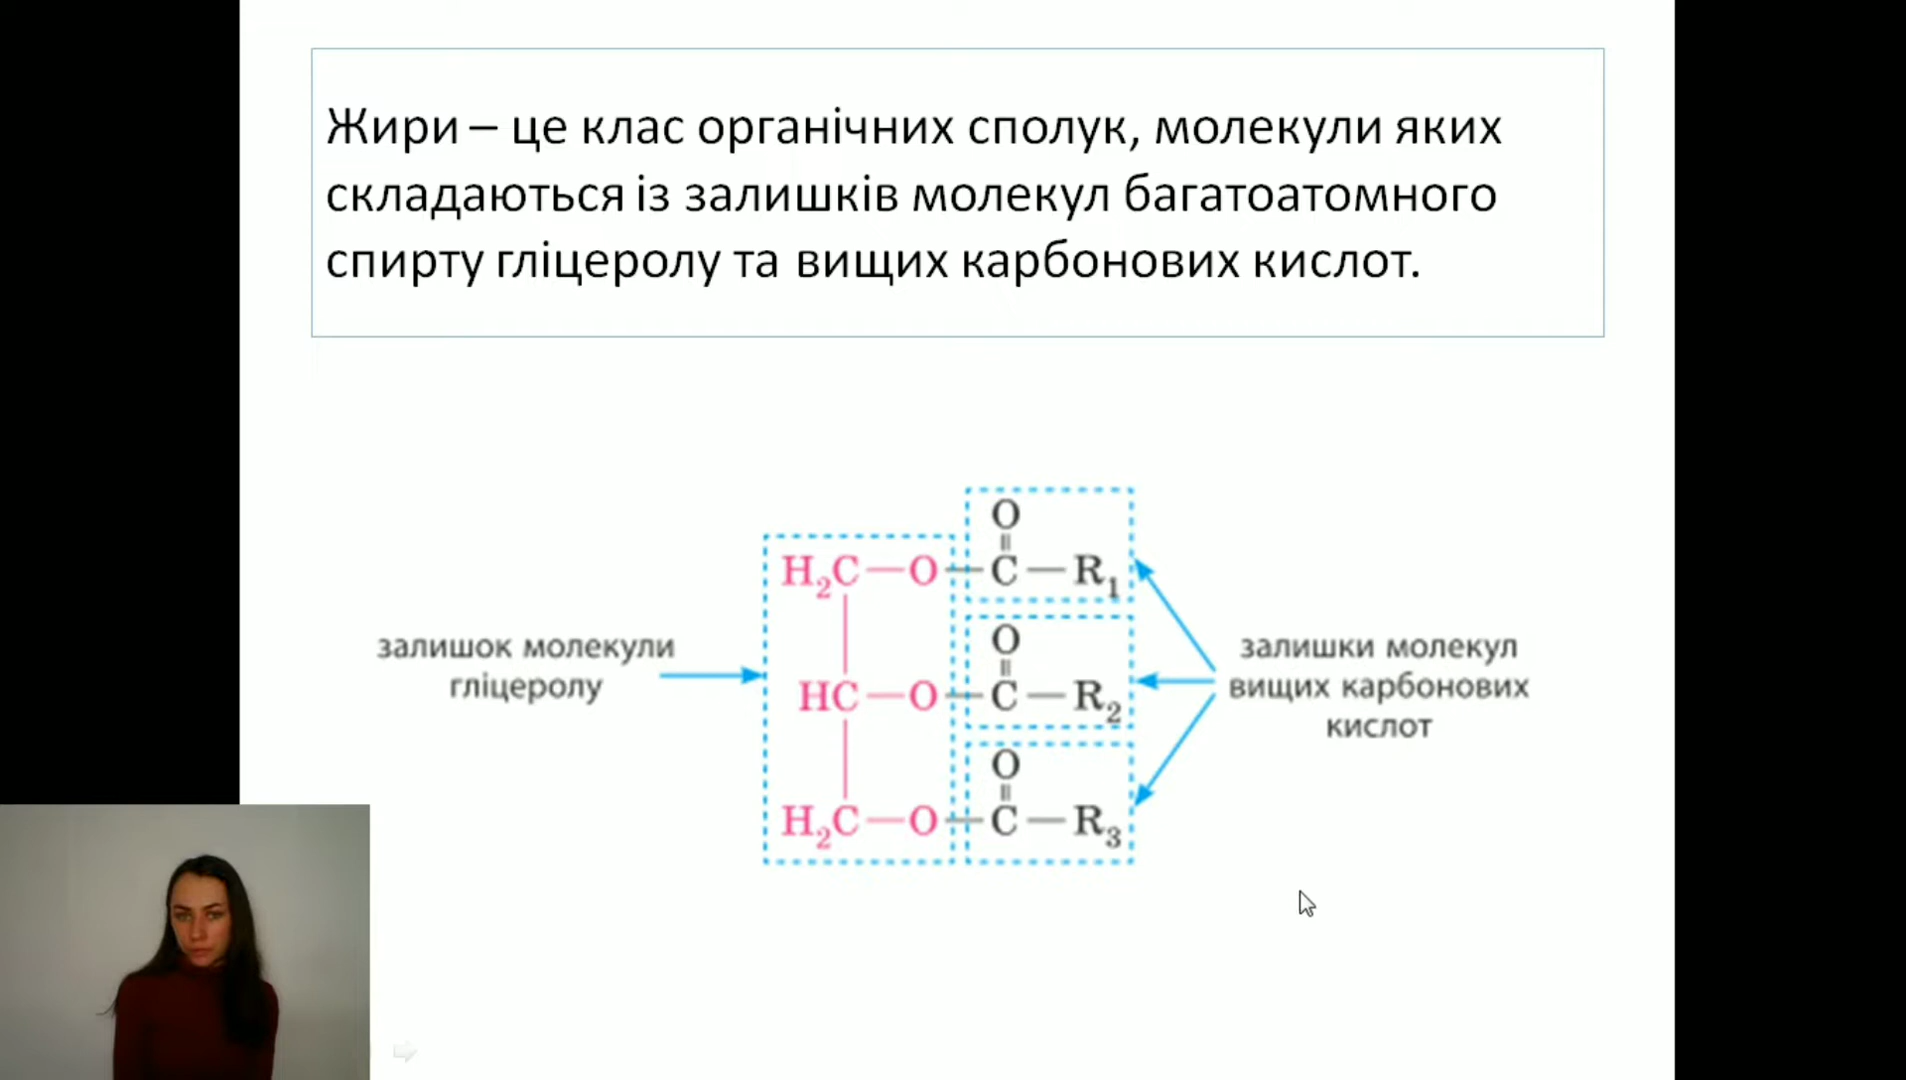 Жири – це клас органічних сполук, молекули яких
складаються із залишків молекул багатоатомного
спирту гліцеролу та вищих карбонових кислот.
O
||
H₂C—O—C—R₁
залишок молекули
гліцеролу
O
||
HC—O—C—R₂
залишки молекул
вищих карбонових
кислот
O
||
H₂C—O—C—R₃